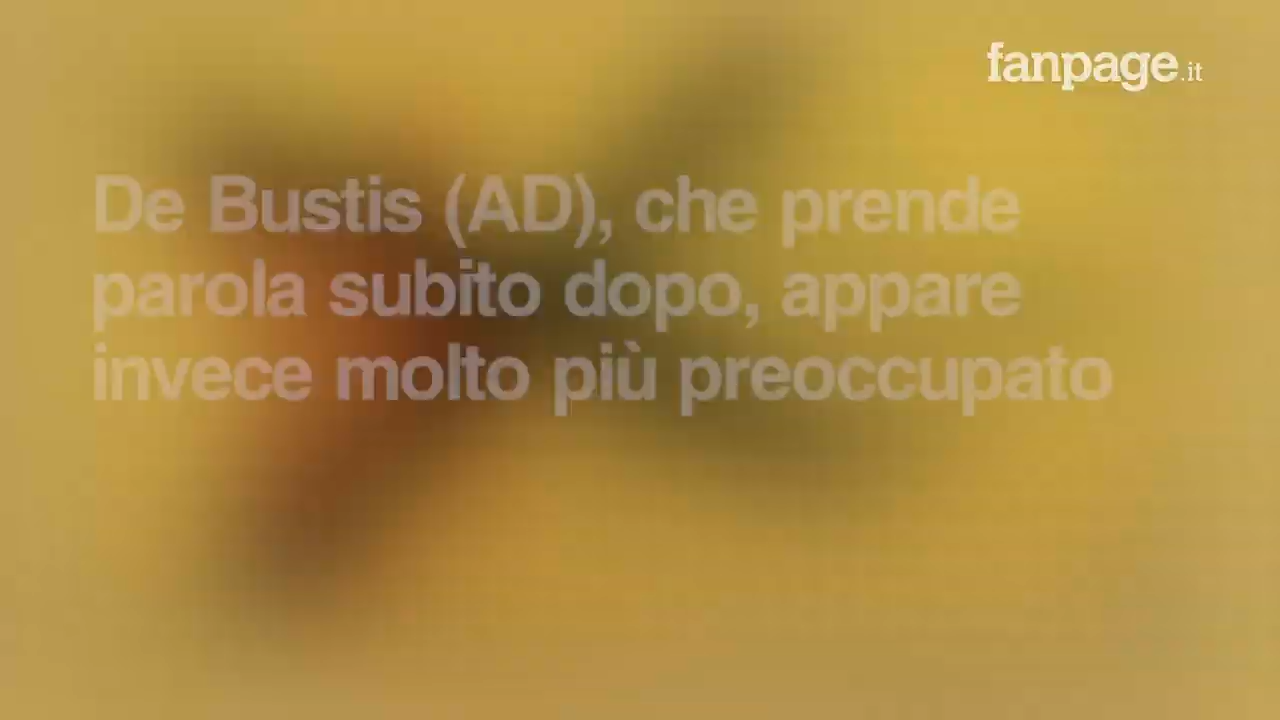 fanpage.it
De Bustis (AD), che prende
parola subito dopo, appare
invece molto più preoccupato